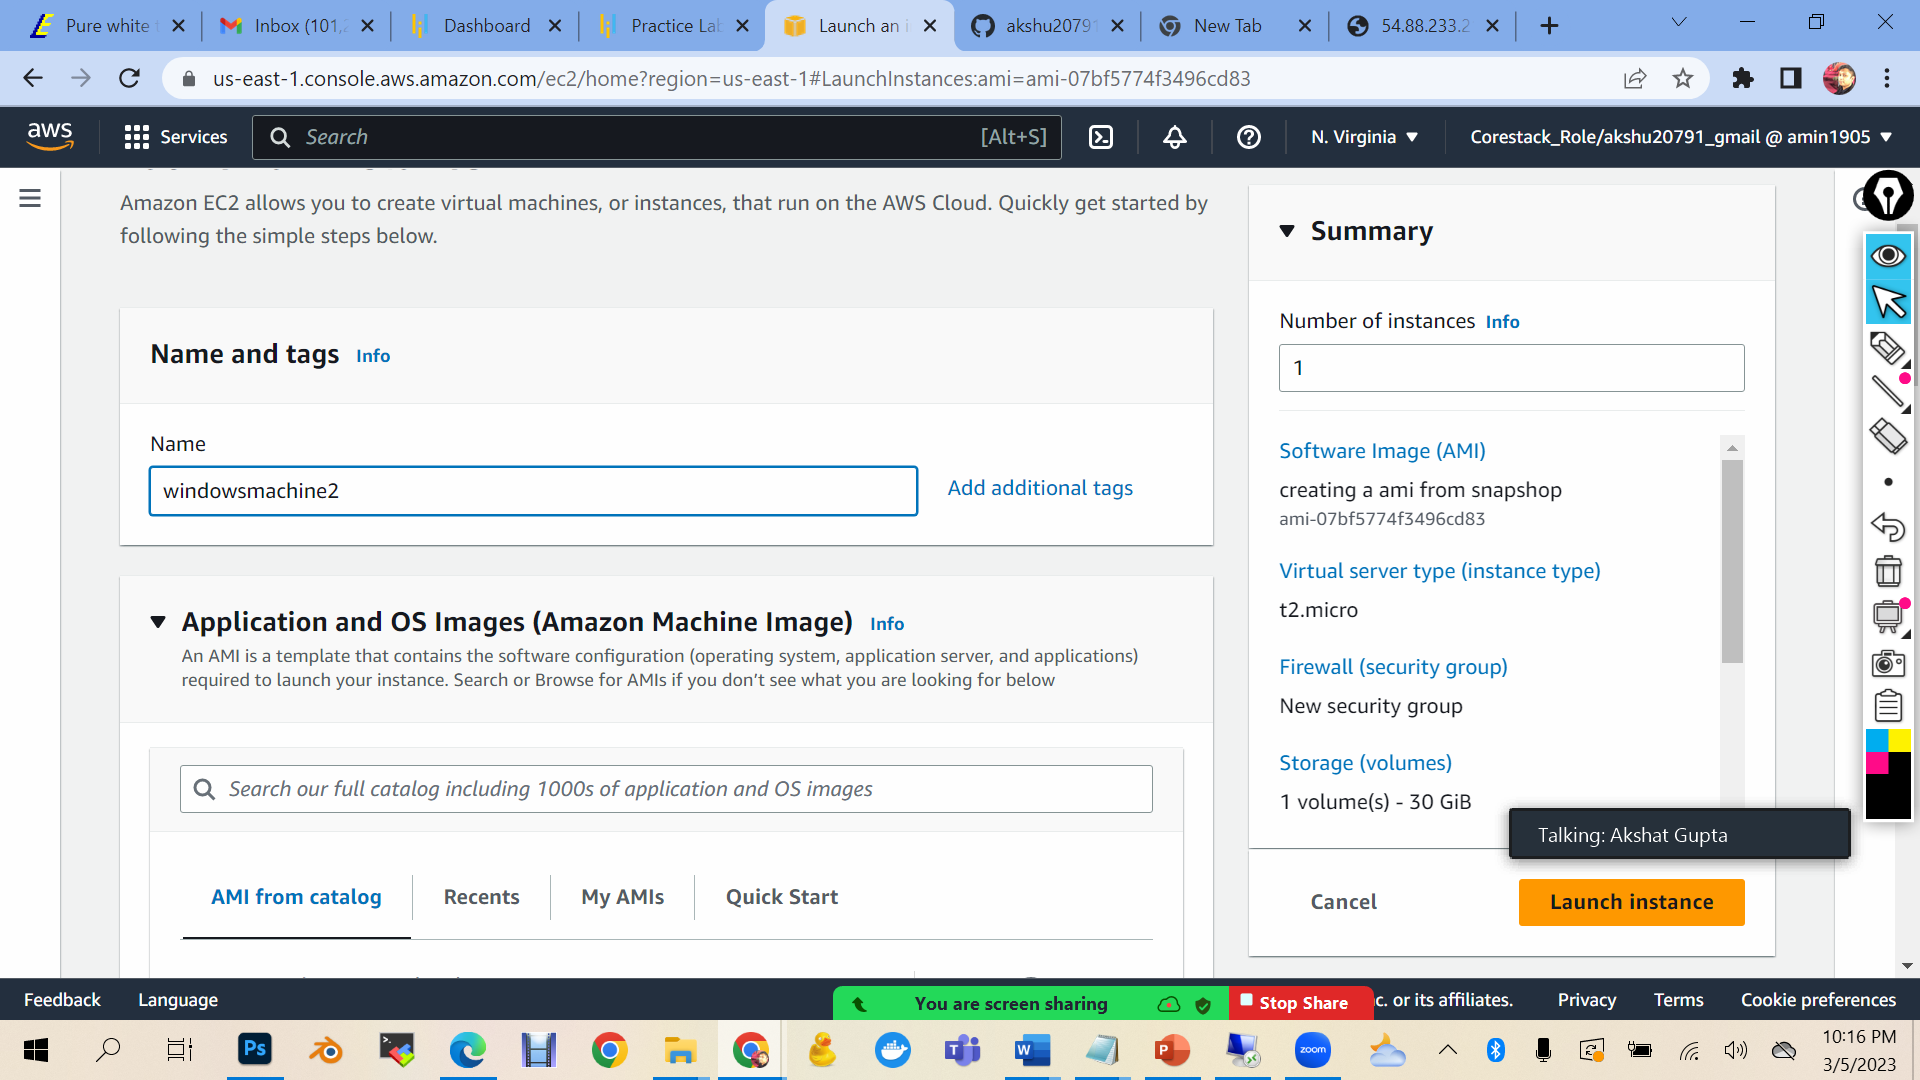 Pure white t
Inbox (101,2
Dashboard
Practice Lab
Launch an i
akshu20791
New Tab
54.88.233.2
us-east-1.console.aws.amazon.com/ec2/home?region=us-east-1#LaunchInstances:ami=ami-07bf5774f3496cd83
aws
Services
Search
[Alt+S]
N. Virginia
Corestack_Role/akshu20791_gmail @ amin1905
Amazon EC2 allows you to create virtual machines, or instances, that run on the AWS Cloud. Quickly get started by
following the simple steps below.
Name and tags Info
Name
windowsmachine2
Add additional tags
Application and OS Images (Amazon Machine Image) Info
An AMI is a template that contains the software configuration (operating system, application server, and applications)
required to launch your instance. Search or Browse for AMIs if you don’t see what you are looking for below
Search our full catalog including 1000s of application and OS images
AMI from catalog
Recents
My AMIs
Quick Start
Summary
Number of instances Info
1
Software Image (AMI)
creating a ami from snapshop
ami-07bf5774f3496cd83
Virtual server type (instance type)
t2.micro
Firewall (security group)
New security group
Storage (volumes)
1 volume(s) - 30 GiB
Talking: Akshat Gupta
Cancel
Launch instance
Feedback
Language
You are screen sharing
Stop Share
c. or its affiliates.
Privacy
Terms
Cookie preferences
Ps
W
P
zoom
10:16 PM
3/5/2023